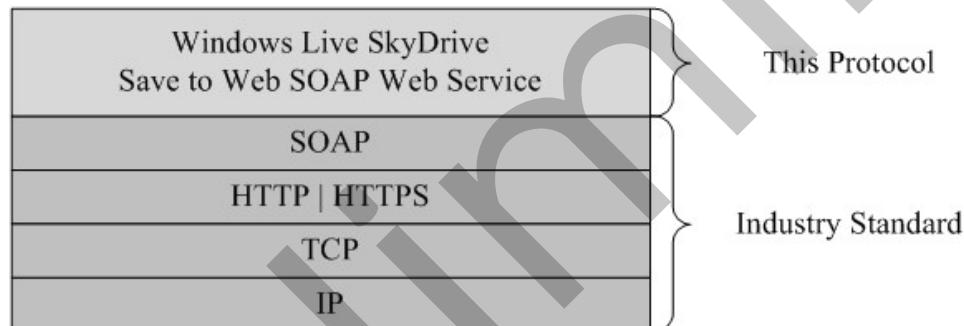 Windows Live SkyDrive
Save to Web SOAP Web Service
This Protocol
SOAP
HTTP | HTTPS
TCP
IP
Industry Standard